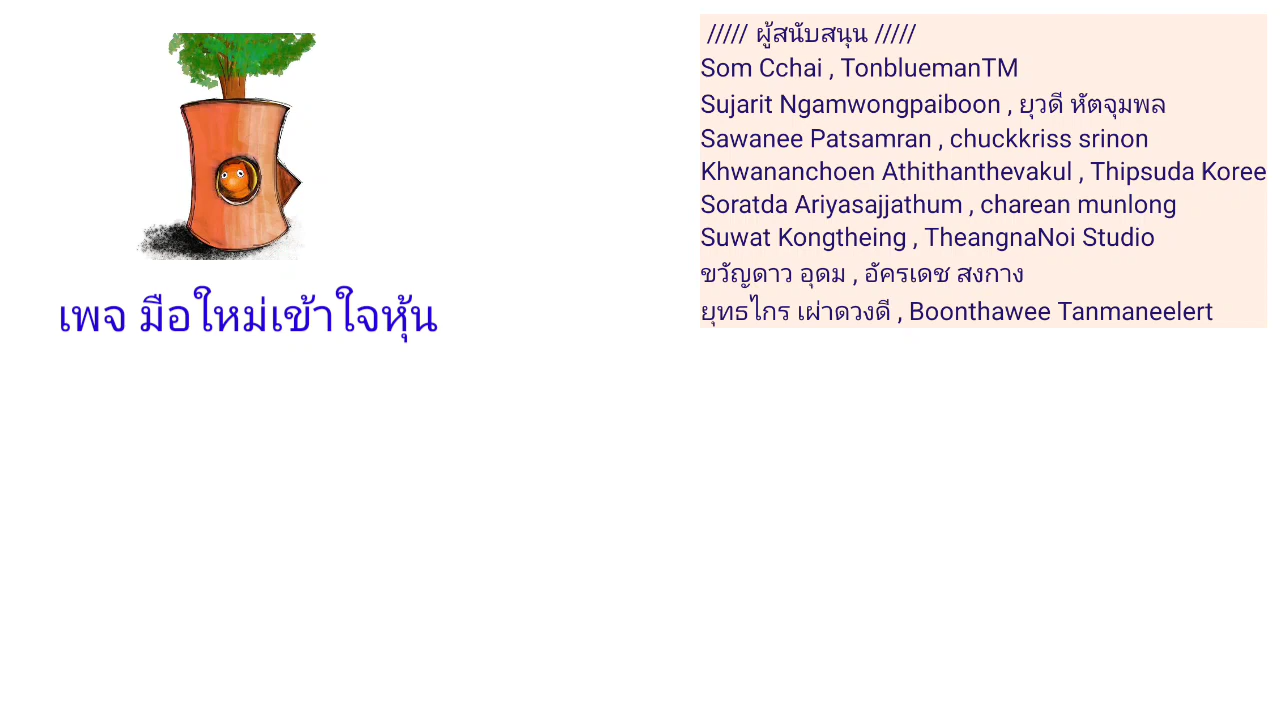 ///// ผู้สนับสนุน /////
Som Cchai , TonbluemanTM
Sujarit Ngamwongpaiboon , ยุวดี หัตจุมพล
Sawanee Patsamran , chuckkriss srinon
Khwananchoen Athithanthevakul , Thipsuda Koree
Soratda Ariyasajjathum , charean munlong
Suwat Kongtheing , TheangnaNoi Studio
ขวัญดาว อุดม , อัครเดช สงกาง
ยุทธไกร เผ่าดวงดี , Boonthawee Tanmaneelert
เพจ มือใหม่เข้าใจหุ้น